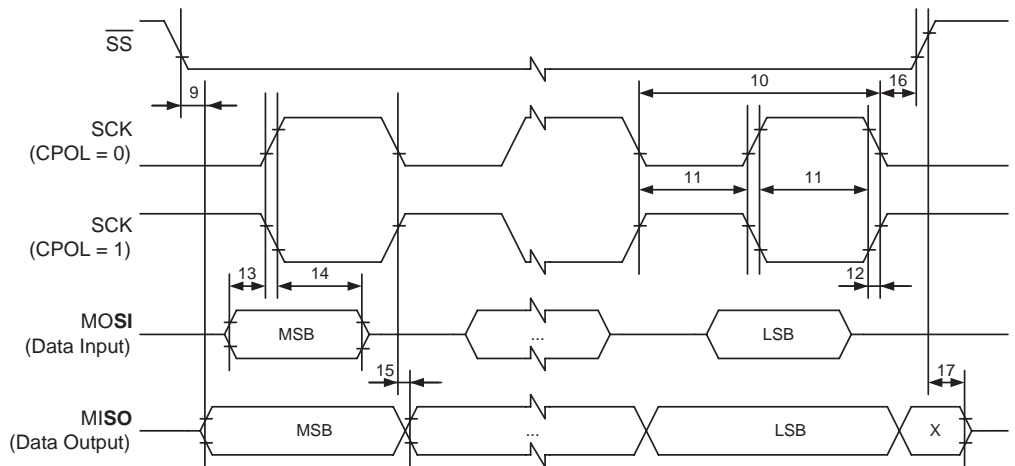 SS
10
16
9
SCK
(CPOL = 0)
11
11
SCK
(CPOL = 1)
13
14
12
MOSI
(Data Input)
MSB
...
LSB
15
17
MISO
(Data Output)
MSB
...
LSB
X